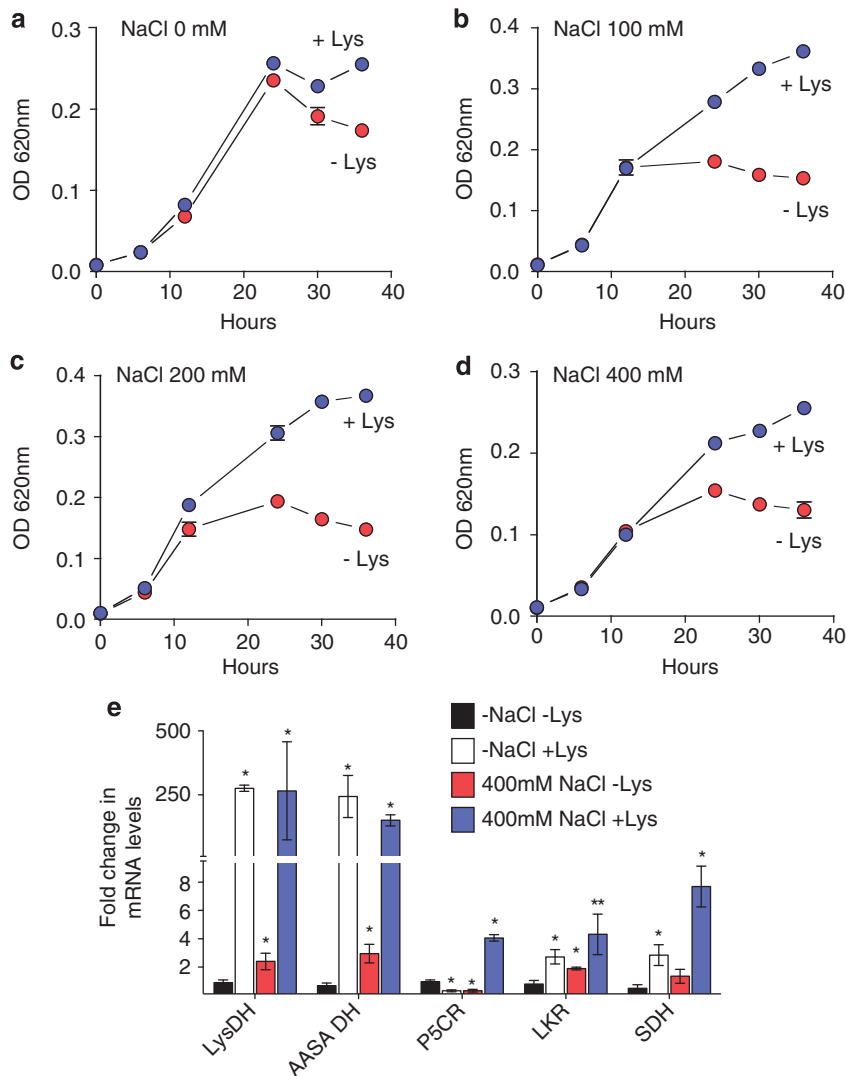 a
NaCl 0 mM
0.3
0.2
0.1
0.0
OD 620nm
+ Lys
- Lys
0 10 20 30 40
Hours
b
NaCl 100 mM
0.4
0.3
0.2
0.1
0.0
OD 620nm
+ Lys
- Lys
0 10 20 30 40
Hours
c
NaCl 200 mM
0.4
0.3
0.2
0.1
0.0
OD 620nm
+ Lys
- Lys
0 10 20 30 40
Hours
d
NaCl 400 mM
0.3
0.2
0.1
0.0
OD 620nm
+ Lys
- Lys
0 10 20 30 40
Hours
e
-NaCl -Lys
-NaCl +Lys
400mM NaCl -Lys
400mM NaCl +Lys
Fold change in
mRNA levels
500
250
8
6
4
2
* * *
* * *
* * *
* * **
* *
LysDH
AASA DH
P5CR
LKR
SDH